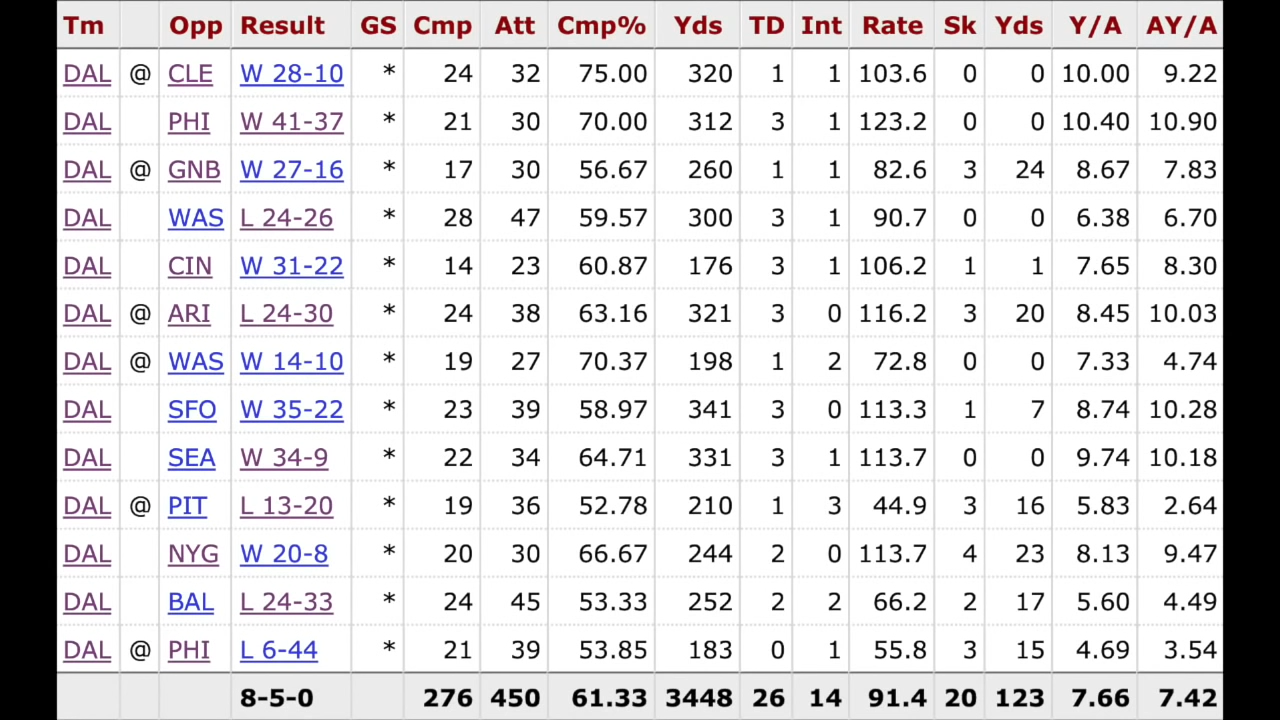 Tm Opp Result GS Cmp Att Cmp% Yds TD Int Rate Sk Yds Y/A AY/A
DAL @ CLE W 28-10 * 24 32 75.00 320 1 1 103.6 0 0 10.00 9.22
DAL PHI W 41-37 * 21 30 70.00 312 3 1 123.2 0 0 10.40 10.90
DAL @ GNB W 27-16 * 17 30 56.67 260 1 1 82.6 3 24 8.67 7.83
DAL WAS L 24-26 * 28 47 59.57 300 3 1 90.7 0 0 6.38 6.70
DAL CIN W 31-22 * 14 23 60.87 176 3 1 106.2 1 1 7.65 8.30
DAL @ ARI L 24-30 * 24 38 63.16 321 3 0 116.2 3 20 8.45 10.03
DAL @ WAS W 14-10 * 19 27 70.37 198 1 2 72.8 0 0 7.33 4.74
DAL SFO W 35-22 * 23 39 58.97 341 3 0 113.3 1 7 8.74 10.28
DAL SEA W 34-9 * 22 34 64.71 331 3 1 113.7 0 0 9.74 10.18
DAL @ PIT L 13-20 * 19 36 52.78 210 1 3 44.9 3 16 5.83 2.64
DAL NYG W 20-8 * 20 30 66.67 244 2 0 113.7 4 23 8.13 9.47
DAL BAL L 24-33 * 24 45 53.33 252 2 2 66.2 2 17 5.60 4.49
DAL @ PHI L 6-44 * 21 39 53.85 183 0 1 55.8 3 15 4.69 3.54
8-5-0 276 450 61.33 3448 26 14 91.4 20 123 7.66 7.42